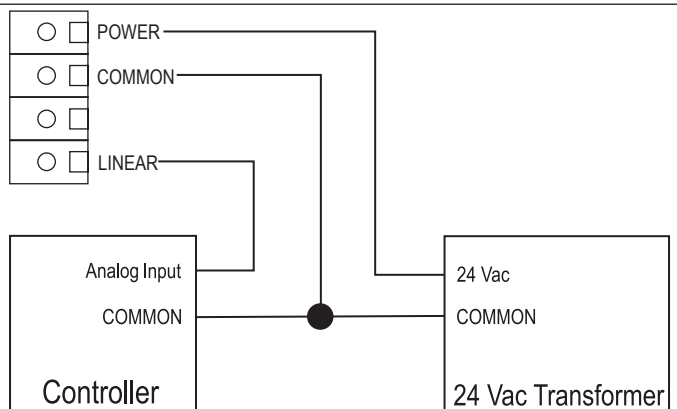 POWER
COMMON
LINEAR
Analog Input
COMMON
Controller
24 Vac
COMMON
24 Vac Transformer